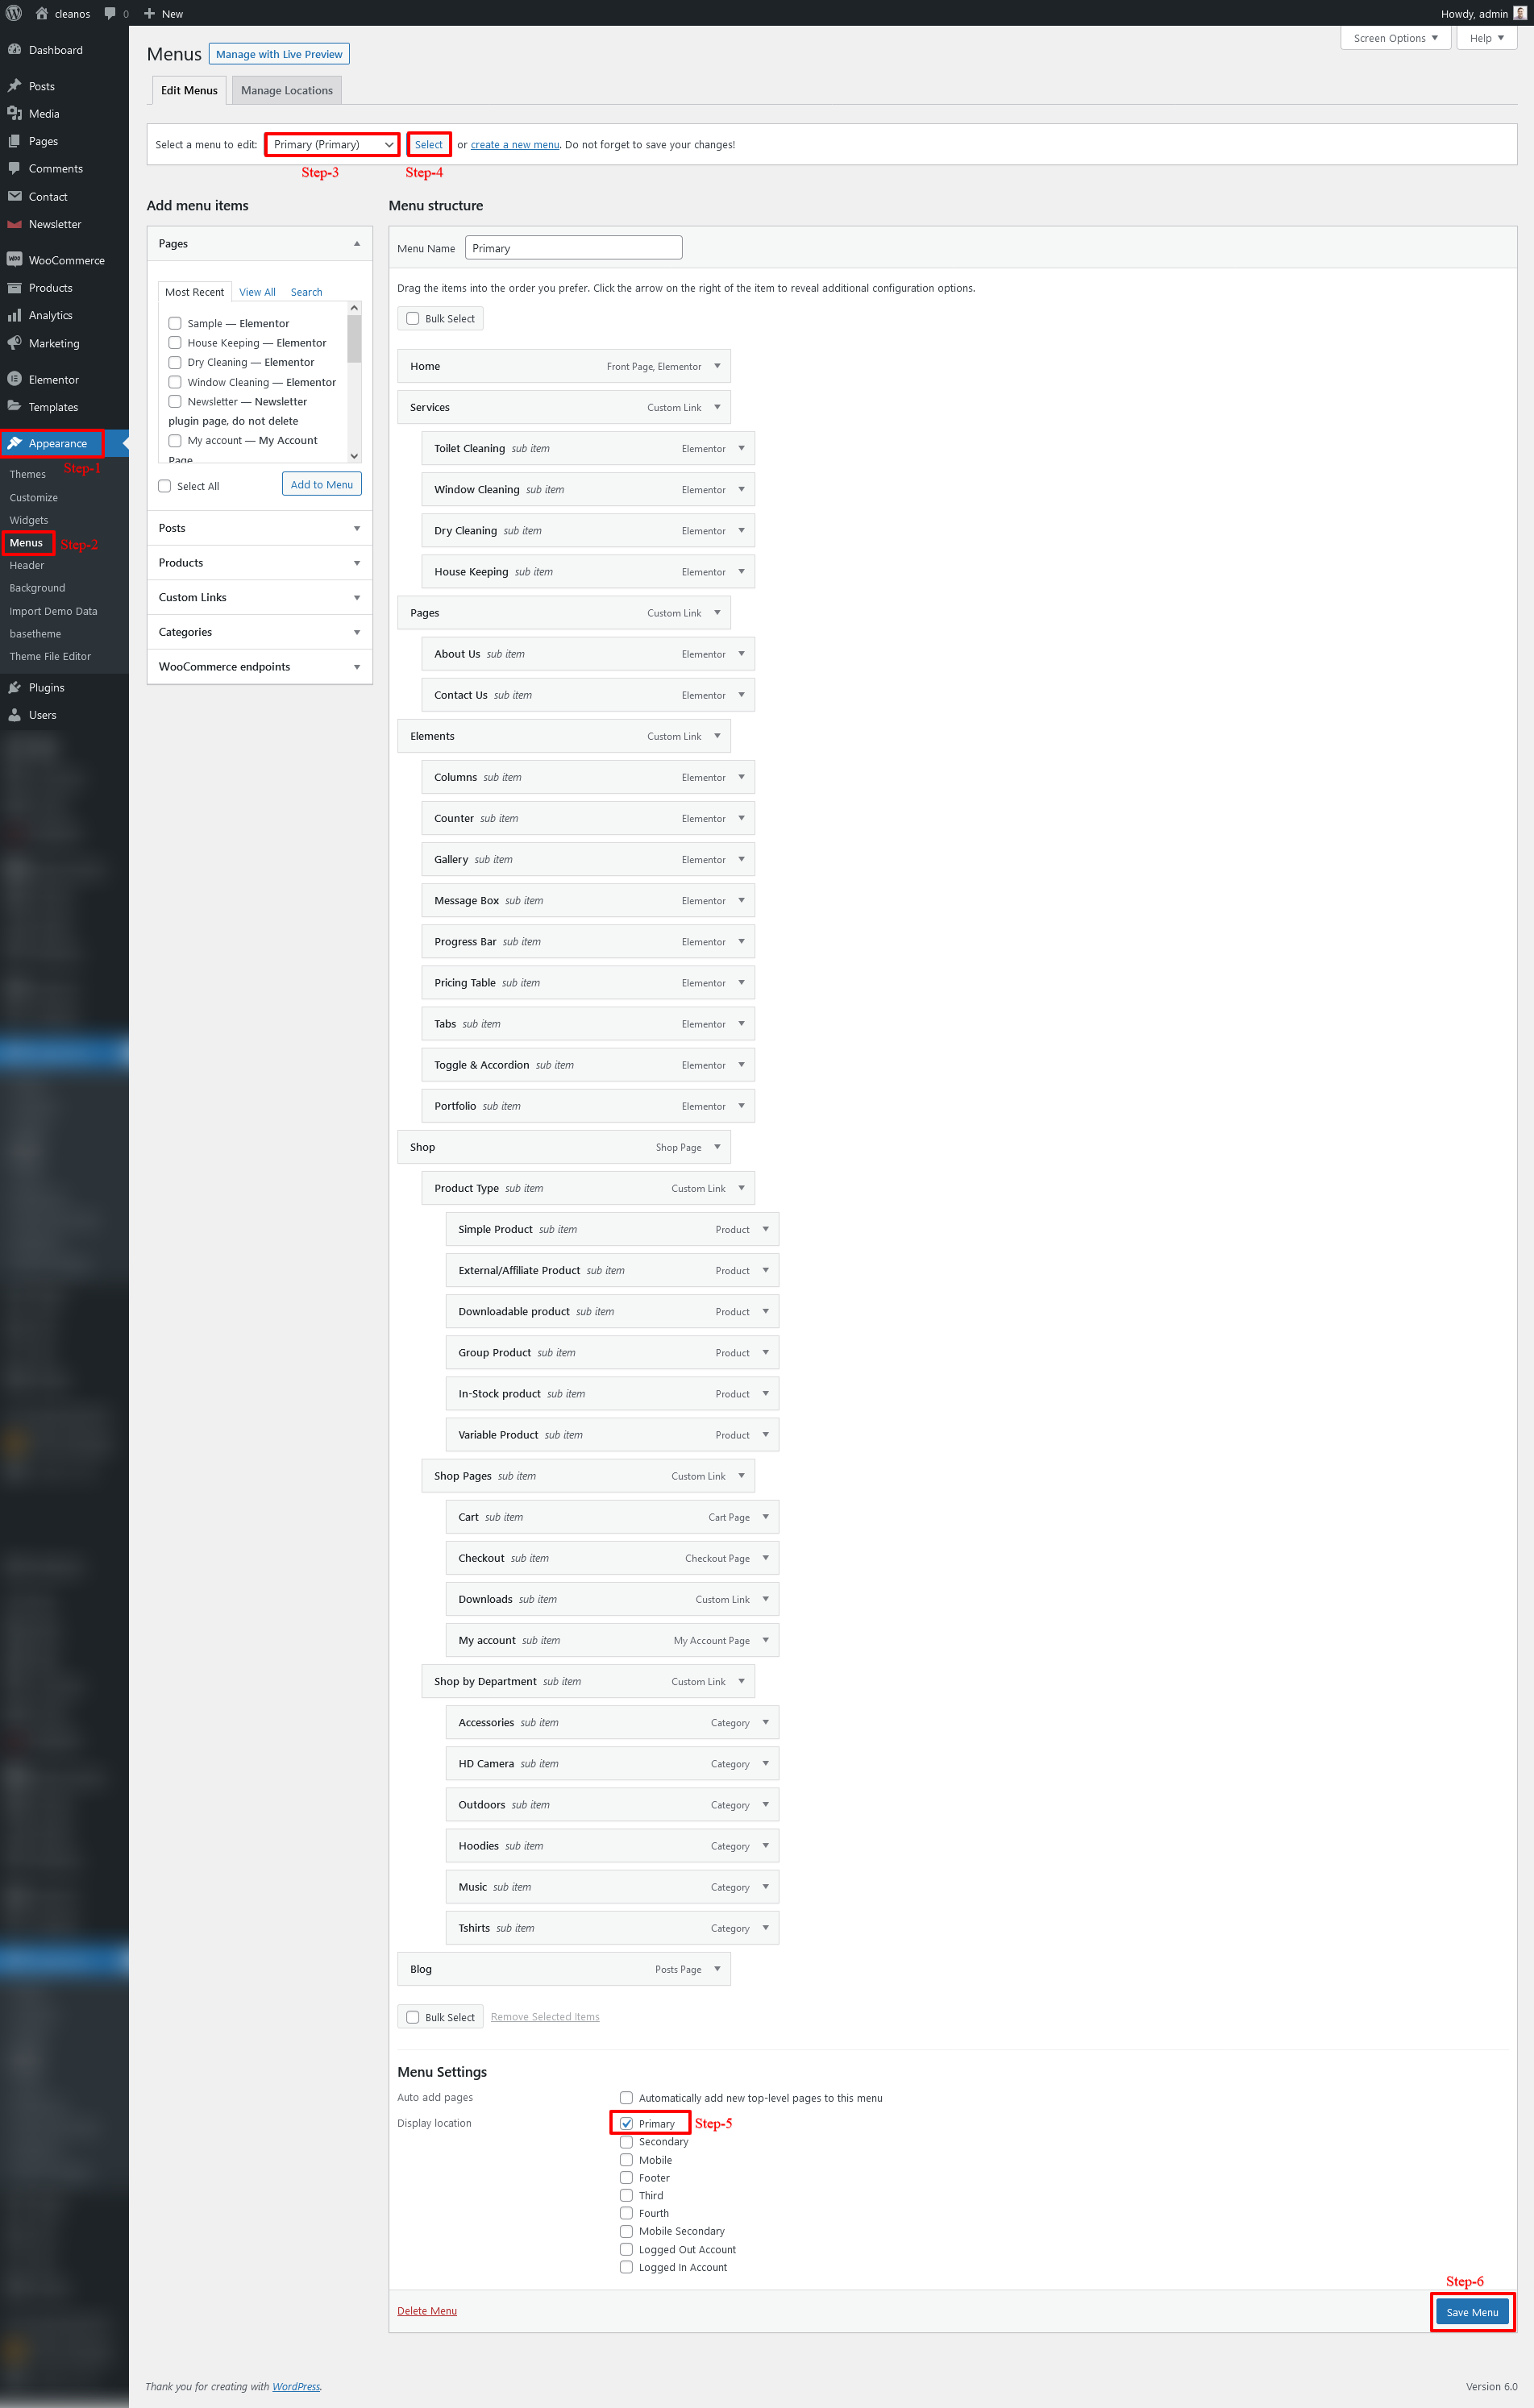 cleanos 0 New Howdy, admin
Screen Options Help
Dashboard
Posts
Media
Pages
Comments
Contact
Newsletter
WooCommerce
Products
Analytics
Marketing
Elementor
Templates
Appearance
Step-1
Themes
Customize
Widgets
Menus Step-2
Header
Background
Import Demo Data
basetheme
Theme File Editor
Plugins
Users
Menus Manage with Live Preview
Edit Menus Manage Locations
Select a menu to edit: Primary (Primary) Select or create a new menu. Do not forget to save your changes!
Step-3 Step-4
Add menu items
Pages
Most Recent View All Search
Sample — Elementor
House Keeping — Elementor
Dry Cleaning — Elementor
Window Cleaning — Elementor
Newsletter — Newsletter
plugin page, do not delete
My account — My Account
Page
Select All Add to Menu
Posts
Products
Custom Links
Categories
WooCommerce endpoints
Menu structure
Menu Name Primary
Drag the items into the order you prefer. Click the arrow on the right of the item to reveal additional configuration options.
Bulk Select
Home Front Page, Elementor
Services Custom Link
Toilet Cleaning sub item Elementor
Window Cleaning sub item Elementor
Dry Cleaning sub item Elementor
House Keeping sub item Elementor
Pages Custom Link
About Us sub item Elementor
Contact Us sub item Elementor
Elements Custom Link
Columns sub item Elementor
Counter sub item Elementor
Gallery sub item Elementor
Message Box sub item Elementor
Progress Bar sub item Elementor
Pricing Table sub item Elementor
Tabs sub item Elementor
Toggle & Accordion sub item Elementor
Portfolio sub item Elementor
Shop Shop Page
Product Type sub item Custom Link
Simple Product sub item Product
External/Affiliate Product sub item Product
Downloadable product sub item Product
Group Product sub item Product
In-Stock product sub item Product
Variable Product sub item Product
Shop Pages sub item Custom Link
Cart sub item Cart Page
Checkout sub item Checkout Page
Downloads sub item Custom Link
My account sub item My Account Page
Shop by Department sub item Custom Link
Accessories sub item Category
HD Camera sub item Category
Outdoors sub item Category
Hoodies sub item Category
Music sub item Category
Tshirts sub item Category
Blog Posts Page
Bulk Select Remove Selected Items
Menu Settings
Auto add pages Automatically add new top-level pages to this menu
Display location Primary Step-5
Secondary
Mobile
Footer
Third
Fourth
Mobile Secondary
Logged Out Account
Logged In Account
Step-6
Delete Menu Save Menu
Thank you for creating with WordPress. Version 6.0